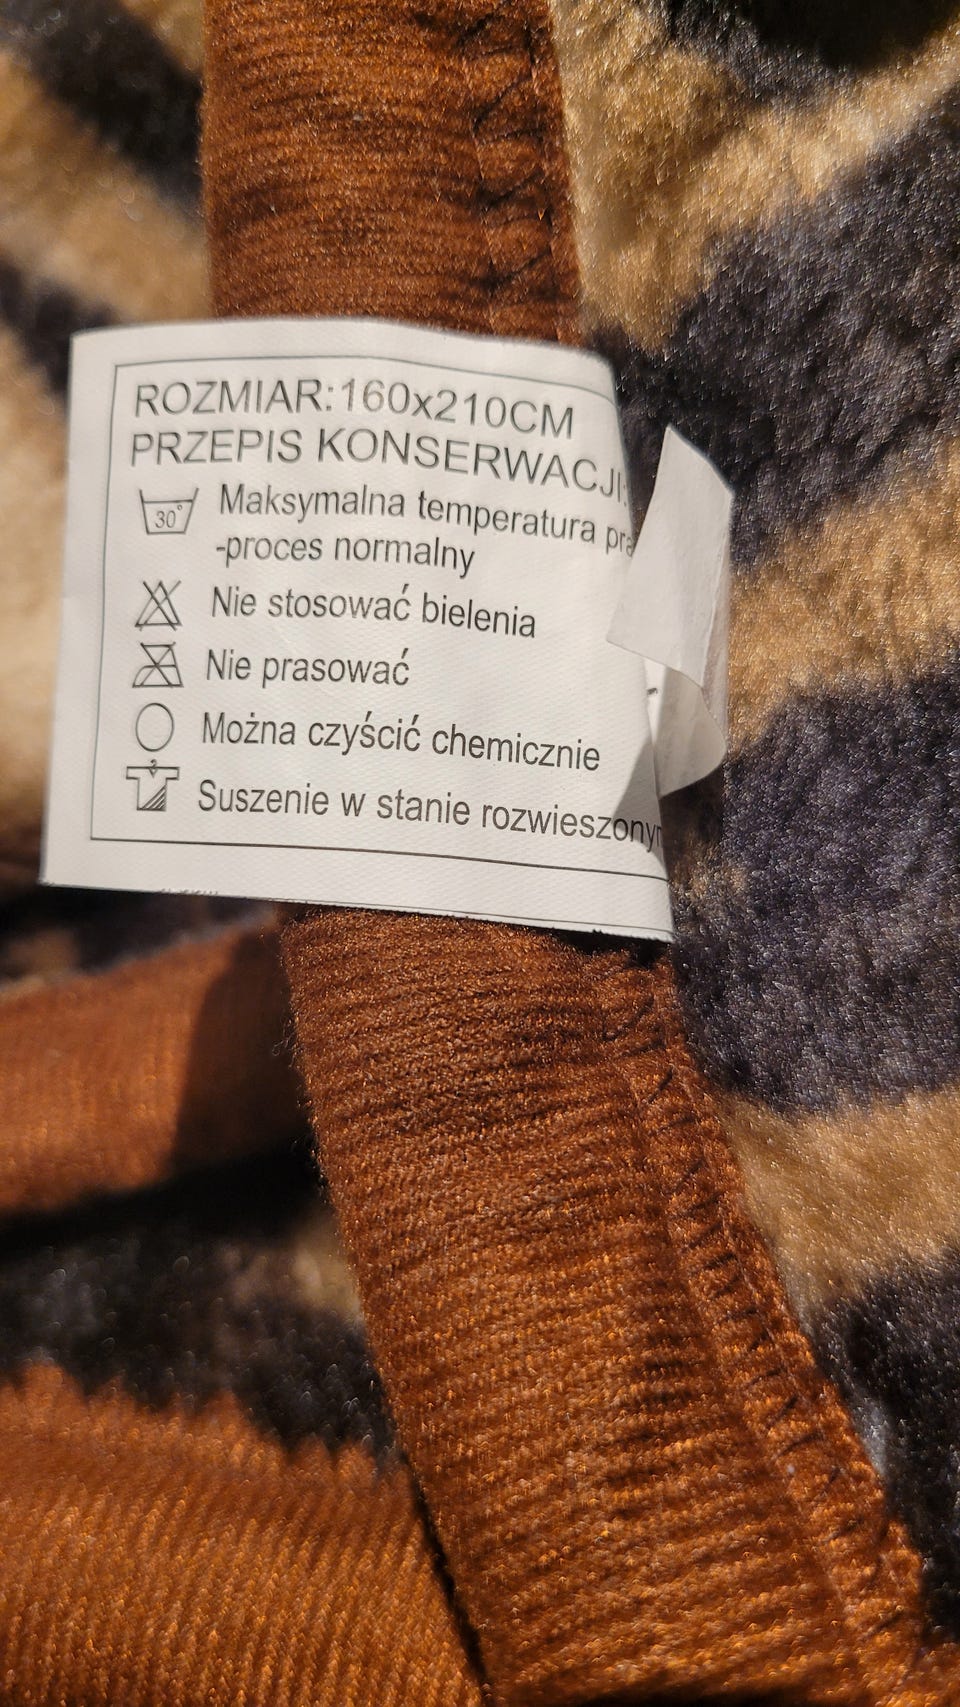 ROZMIAR:160x210CM
PRZEPIS KONSERWACJI:
30° Maksymalna temperatura
-proces normalny
Nie stosować bielenia
Nie prasować
Można czyścić chemicznie
Suszenie w stanie